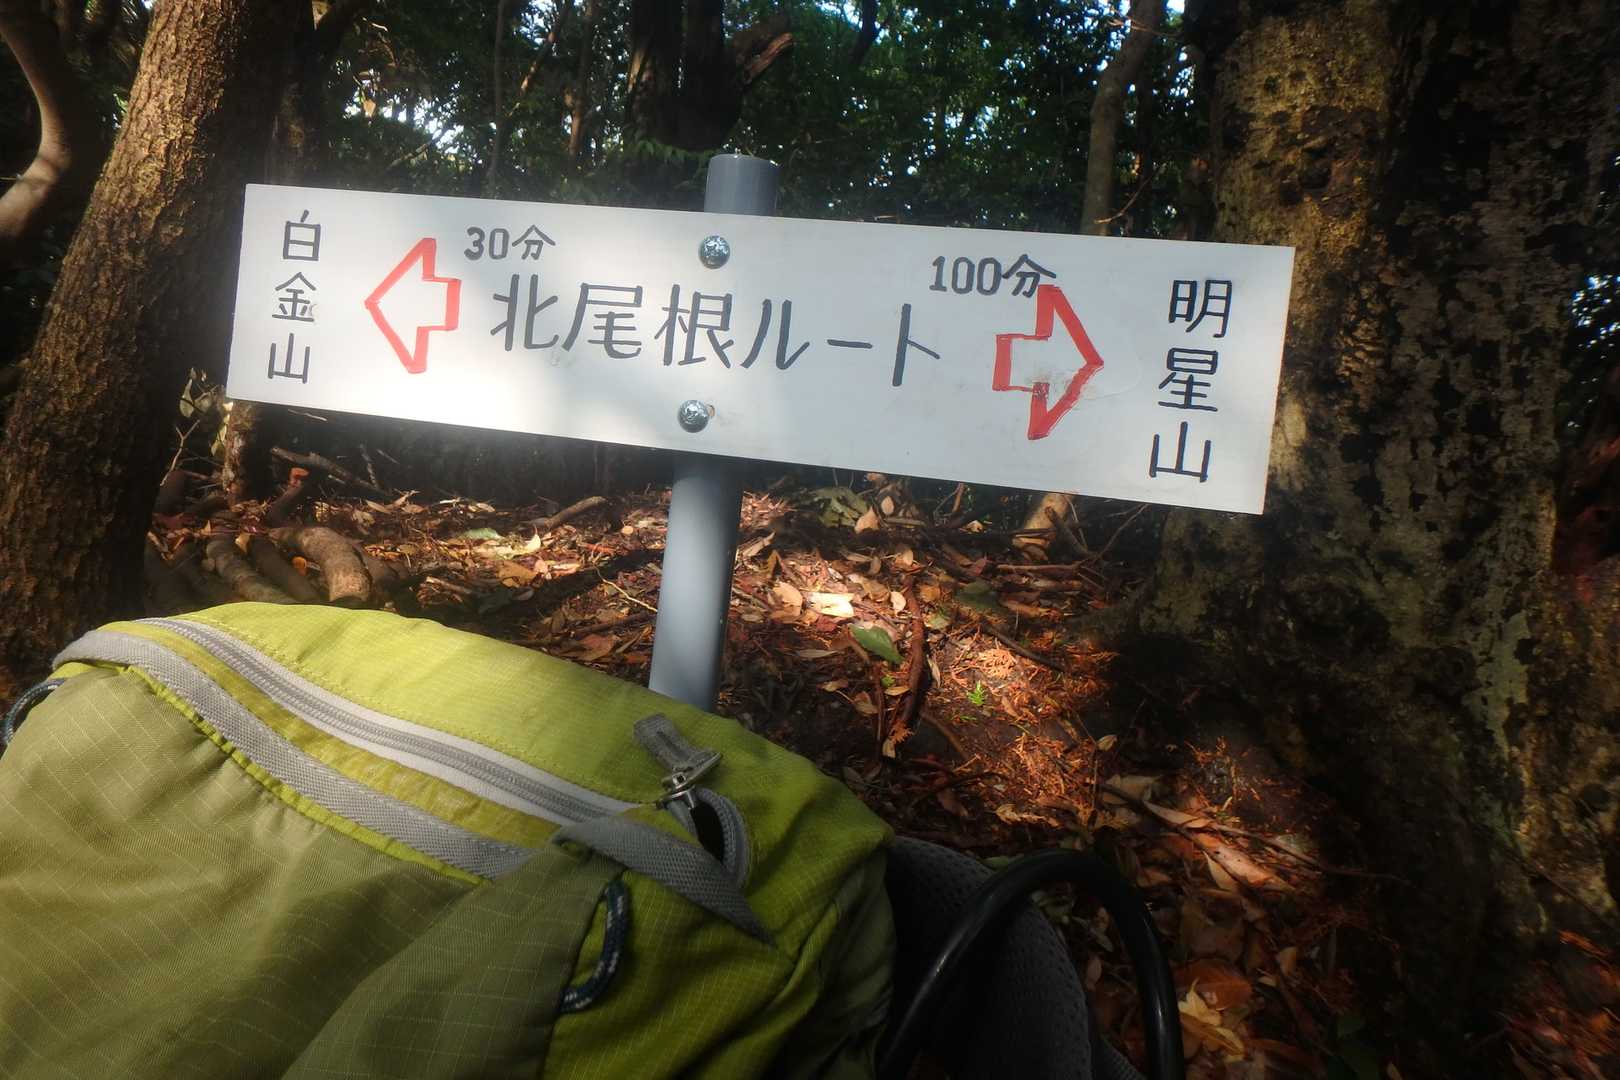 白金山
30分
北尾根ルート
100分
明星山